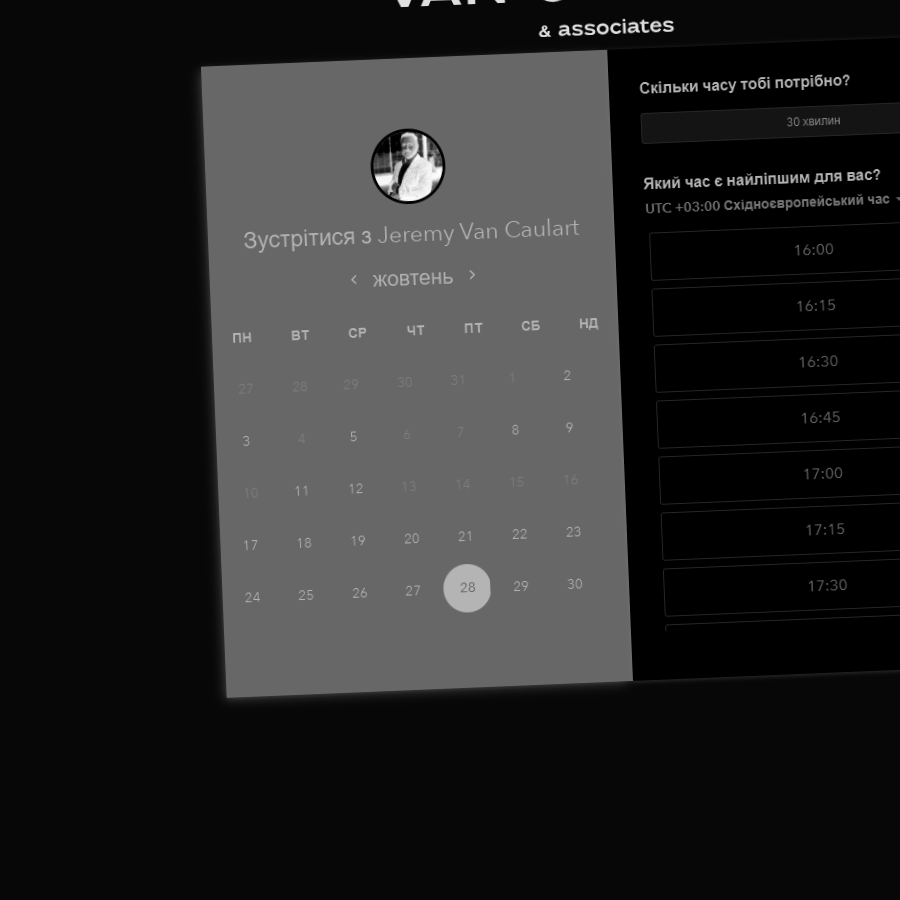 & associates
Зустрітися з Jeremy Van Caulart
жовтень
ПН ВТ СР ЧТ ПТ СБ НД
27 28 29 30 31 1 2
3 4 5 6 7 8 9
10 11 12 13 14 15 16
17 18 19 20 21 22 23
24 25 26 27 28 29 30
Скільки часу тобі потрібно?
30 хвилин
Який час є найліпшим для вас?
UTC +03:00 Східноєвропейський час
16:00
16:15
16:30
16:45
17:00
17:15
17:30